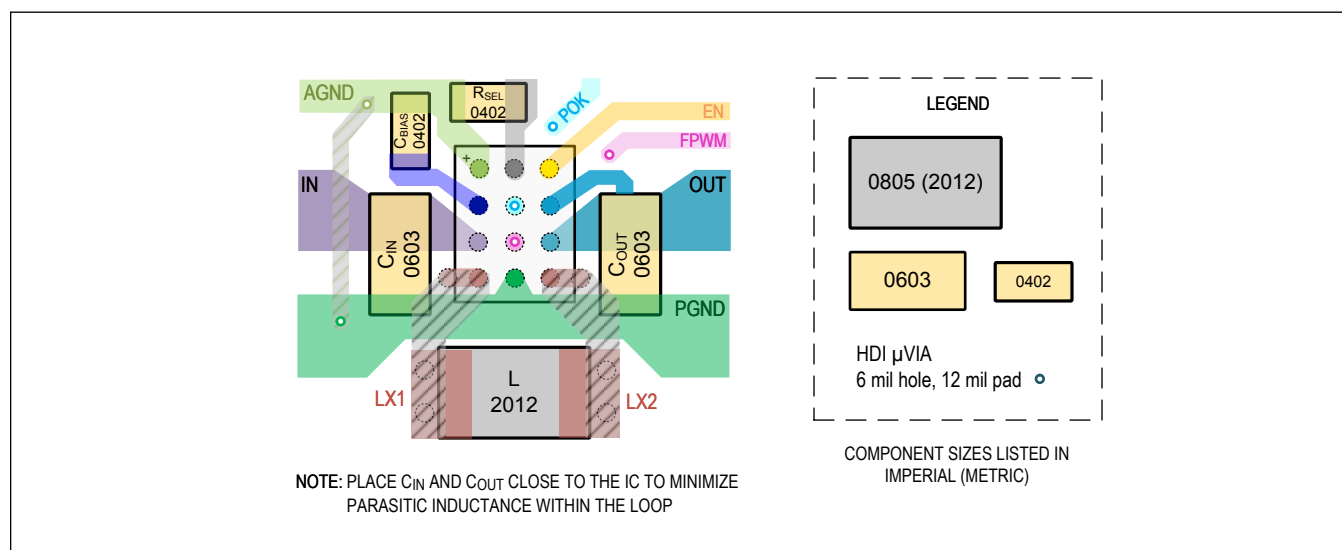 AGND
RSEL
0402
CBIAS
0402
POK
EN
FPWM
+
IN
OUT
CIN
0603
COUT
0603
PGND
LX1
L
2012
LX2
NOTE: PLACE CIN AND COUT CLOSE TO THE IC TO MINIMIZE
PARASITIC INDUCTANCE WITHIN THE LOOP
LEGEND
0805 (2012)
0603
0402
HDI µVIA
6 mil hole, 12 mil pad
COMPONENT SIZES LISTED IN
IMPERIAL (METRIC)